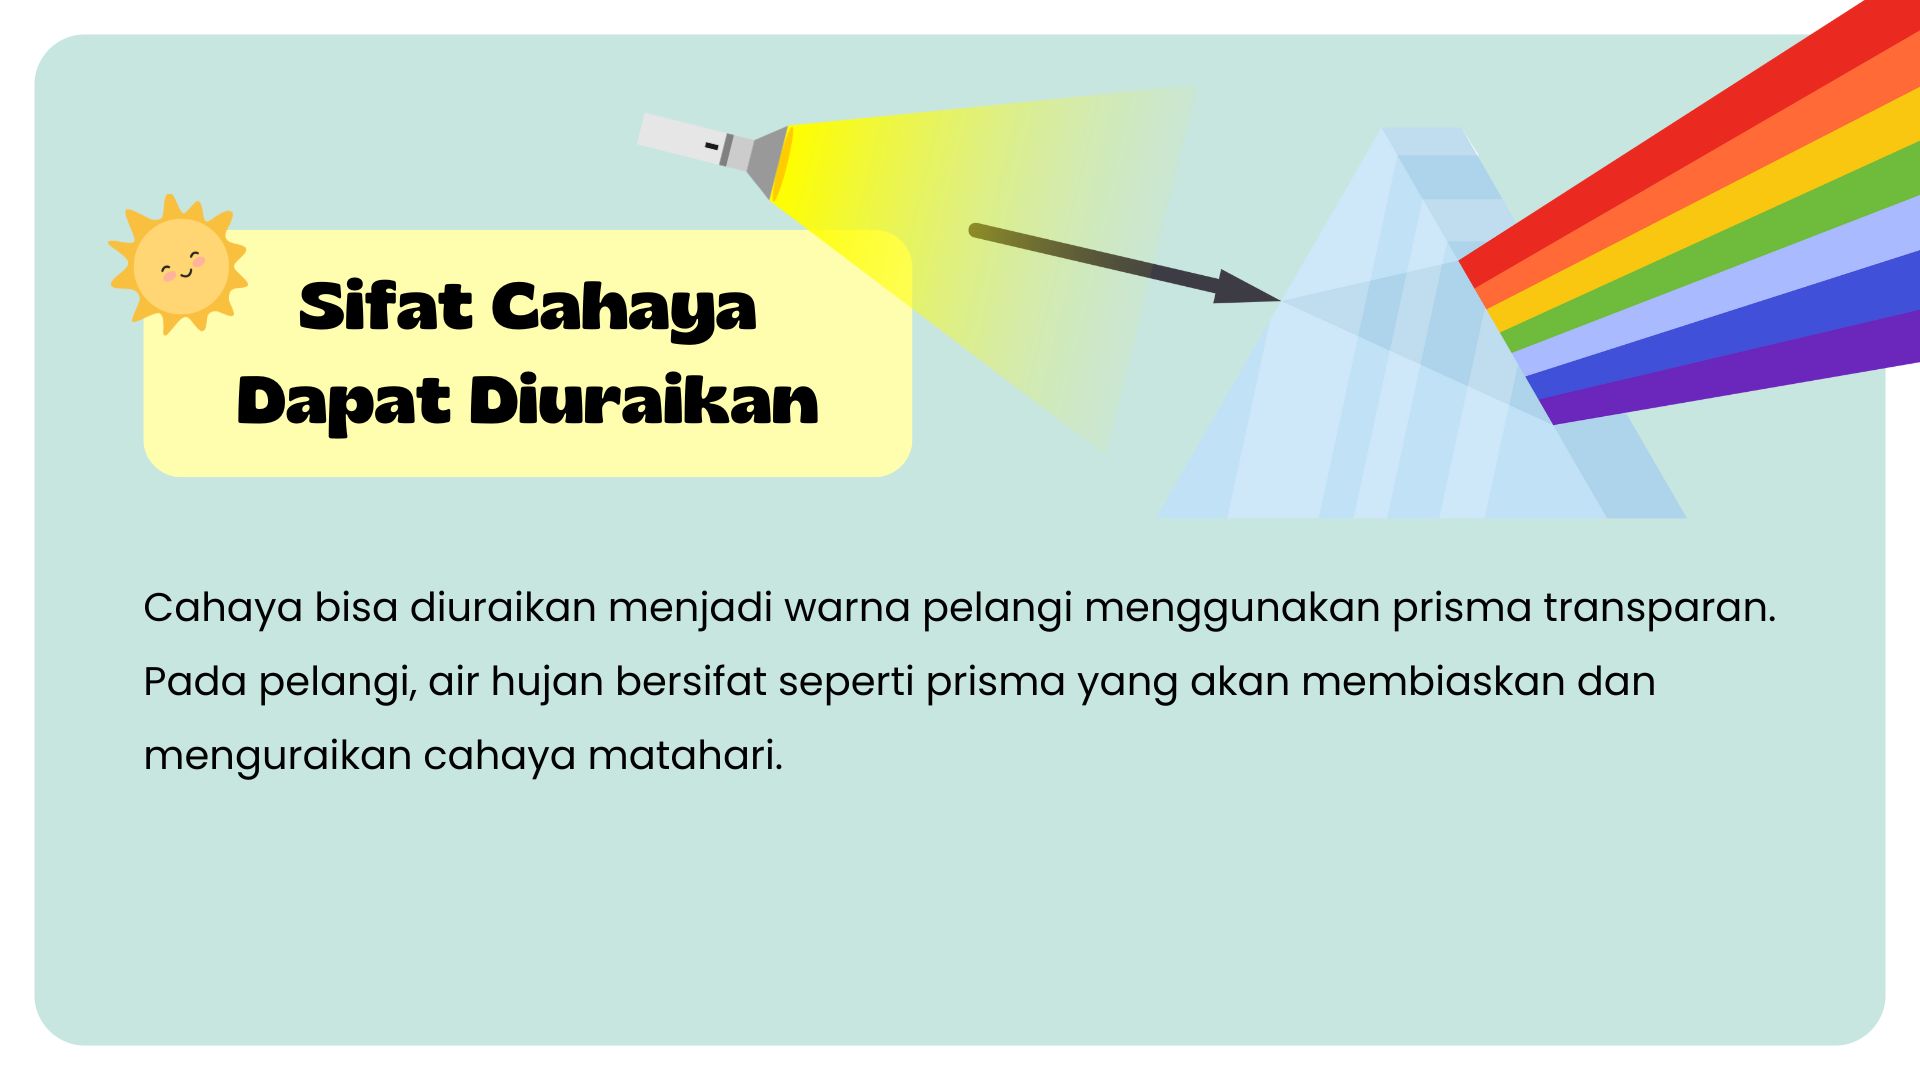 Sifat Cahaya
Dapat Diuraikan
Cahaya bisa diuraikan menjadi warna pelangi menggunakan prisma transparan.
Pada pelangi, air hujan bersifat seperti prisma yang akan membiaskan dan
menguraikan cahaya matahari.